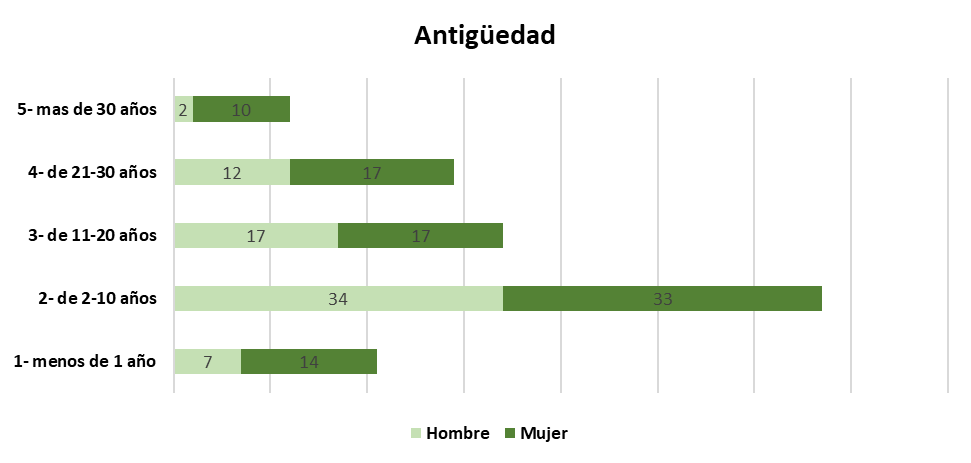 Antigüedad
5- mas de 30 años
2 10
4- de 21-30 años
12 17
3- de 11-20 años
17 17
2- de 2-10 años
34 33
1- menos de 1 año
7 14
Hombre Mujer